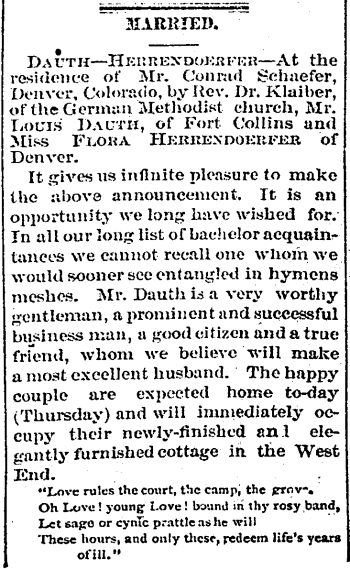 MARRIED.
DAUTH—HERRENDOERFER—At the
residence of Mr. Conrad Schaefer,
Denver, Colorado, by Rev. Dr. Klaiber,
of the German Methodist church, Mr.
LOUIS DAUTH, of Fort Collins and
Miss FLORA HERRENDOERFER of
Denver.
It gives us infinite pleasure to make
the above announcement. It is an
opportunity we long have wished for.
In all our long list of bachelor acquain-
tances we cannot recall one whom we
would sooner see entangled in hymens
meshes. Mr. Dauth is a very worthy
gentleman, a prominent and successful
business man, a good citizen and a true
friend, whom we believe will make
a most excellent husband. The happy
couple are expected home to-day
(Thursday) and will immediately oc-
cupy their newly-finished and ele-
gantly furnished cottage in the West
End.
"Love rules the court, the camp, the grove,
Oh Love! young Love! bound in thy rosy band,
Let sage or cynic prattle as he will
These hours, and only these, redeem life's years
of ill."